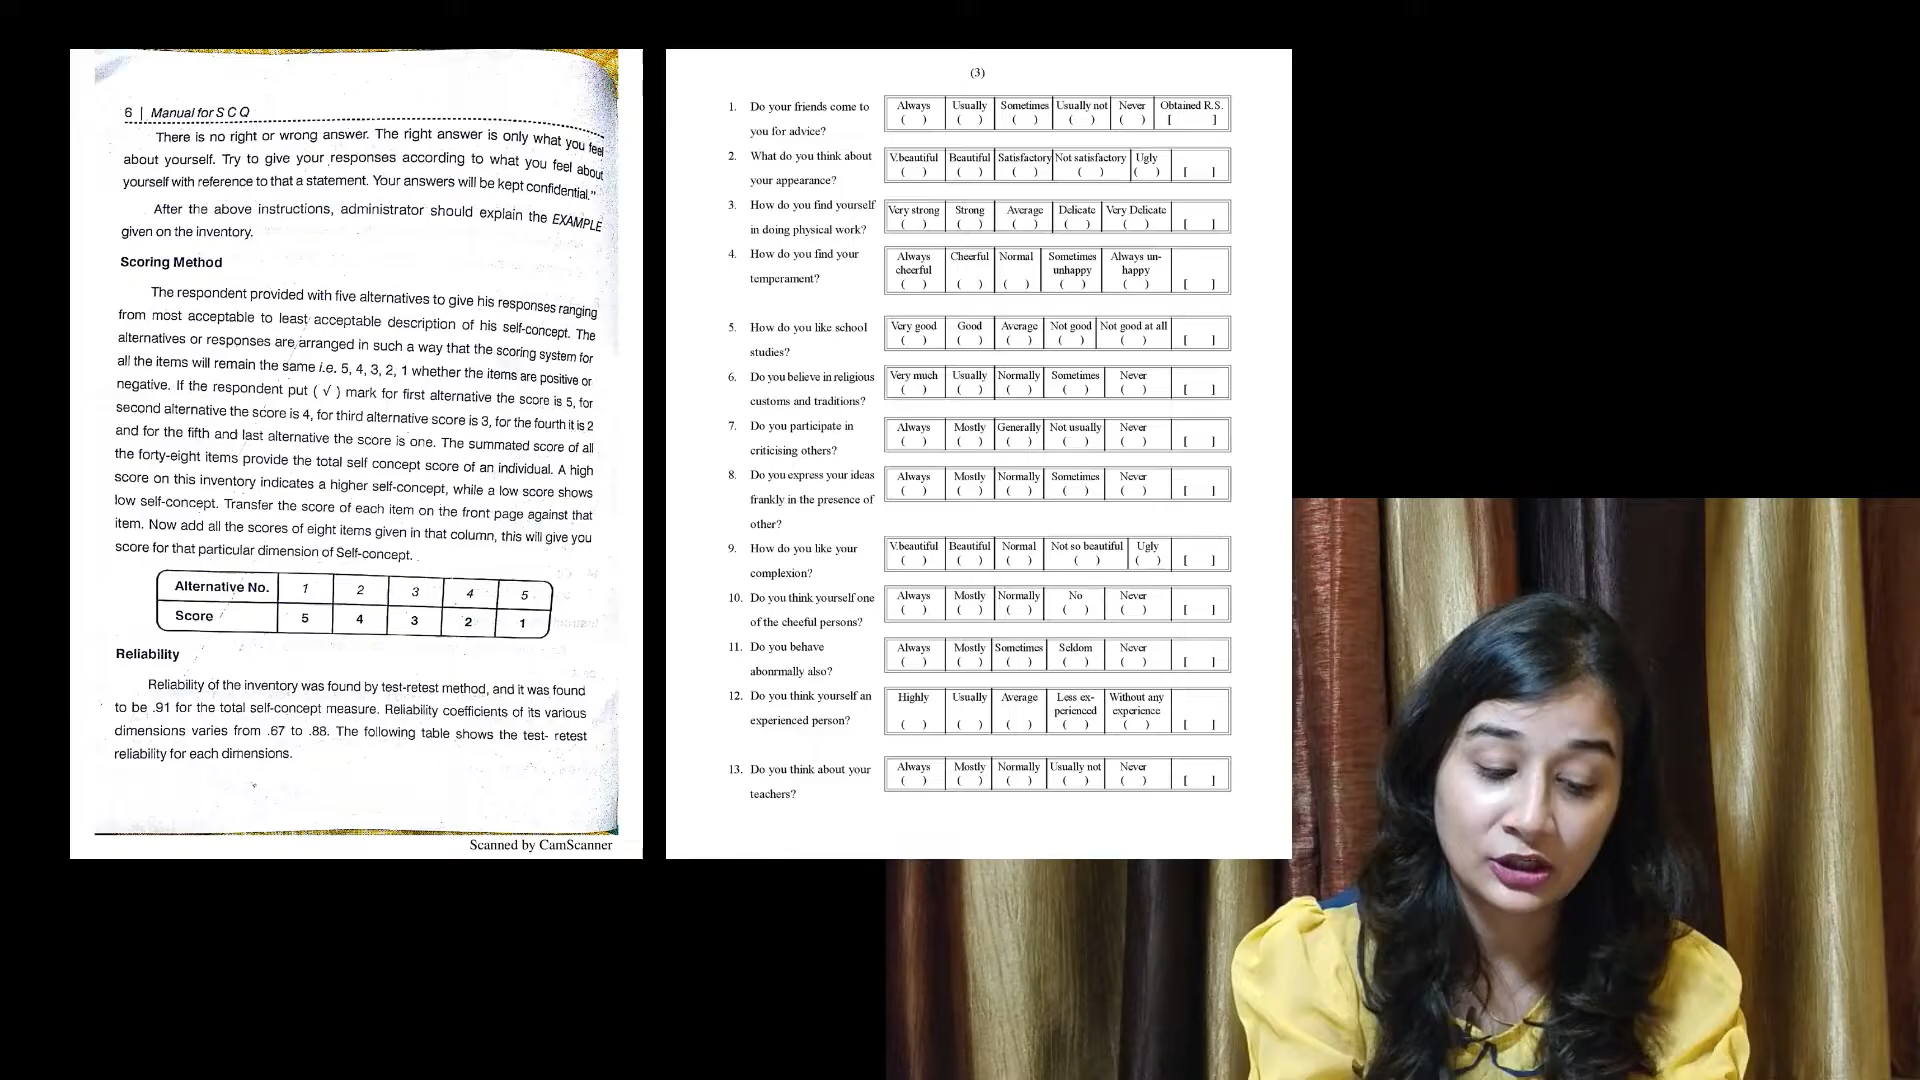 6 | Manual for S C Q
There is no right or wrong answer. The right answer is only what you feel
about yourself. Try to give your responses according to what you feel about
yourself with reference to that a statement. Your answers will be kept confidential."
After the above instructions, administrator should explain the EXAMPLE
given on the inventory.
Scoring Method
The respondent provided with five alternatives to give his responses ranging
from most acceptable to least acceptable description of his self-concept. The
alternatives or responses are arranged in such a way that the scoring system for
all the items will remain the same i.e. 5, 4, 3, 2, 1 whether the items are positive or
negative. If the respondent put ( √ ) mark for first alternative the score is 5, for
second alternative the score is 4, for third alternative score is 3, for the fourth it is 2
and for the fifth and last alternative the score is one. The summated score of all
the forty-eight items provide the total self concept score of an individual. A high
score on this inventory indicates a higher self-concept, while a low score shows
low self-concept. Transfer the score of each item on the front page against that
item. Now add all the scores of eight items given in that column, this will give you
score for that particular dimension of Self-concept.
Alternative No. 1 2 3 4 5
Score 5 4 3 2 1
Reliability
Reliability of the inventory was found by test-retest method, and it was found
to be .91 for the total self-concept measure. Reliability coefficients of its various
dimensions varies from .67 to .88. The following table shows the test- retest
reliability for each dimensions.
Scanned by CamScanner
(3)
1. Do your friends come to
you for advice?
Always Usually Sometimes Usually not Never Obtained R.S.
( ) ( ) ( ) ( ) ( ) [ ]
2. What do you think about
your appearance?
V.beautiful Beautiful Satisfactory Not satisfactory Ugly
( ) ( ) ( ) ( ) ( ) [ ]
3. How do you find yourself
in doing physical work?
Very strong Strong Average Delicate Very Delicate
( ) ( ) ( ) ( ) ( ) [ ]
4. How do you find your
temperament?
Always Cheerful Normal Sometimes Always un-
cheerful unhappy happy
( ) ( ) ( ) ( ) ( ) [ ]
5. How do you like school
studies?
Very good Good Average Not good Not good at all
( ) ( ) ( ) ( ) ( ) [ ]
6. Do you believe in religious
customs and traditions?
Very much Usually Normally Sometimes Never
( ) ( ) ( ) ( ) ( ) [ ]
7. Do you participate in
criticising others?
Always Mostly Generally Not usually Never
( ) ( ) ( ) ( ) ( ) [ ]
8. Do you express your ideas
frankly in the presence of
other?
Always Mostly Normally Sometimes Never
( ) ( ) ( ) ( ) ( ) [ ]
9. How do you like your
complexion?
V.beautiful Beautiful Normal Not so beautiful Ugly
( ) ( ) ( ) ( ) ( ) [ ]
10. Do you think yourself one
of the cheeful persons?
Always Mostly Normally No Never
( ) ( ) ( ) ( ) ( ) [ ]
11. Do you behave
abonrmally also?
Always Mostly Sometimes Seldom Never
( ) ( ) ( ) ( ) ( ) [ ]
12. Do you think yourself an
experienced person?
Highly Usually Average Less ex- Without any
perienced experience
( ) ( ) ( ) ( ) ( ) [ ]
13. Do you think about your
teachers?
Always Mostly Normally Usually not Never
( ) ( ) ( ) ( ) ( ) [ ]